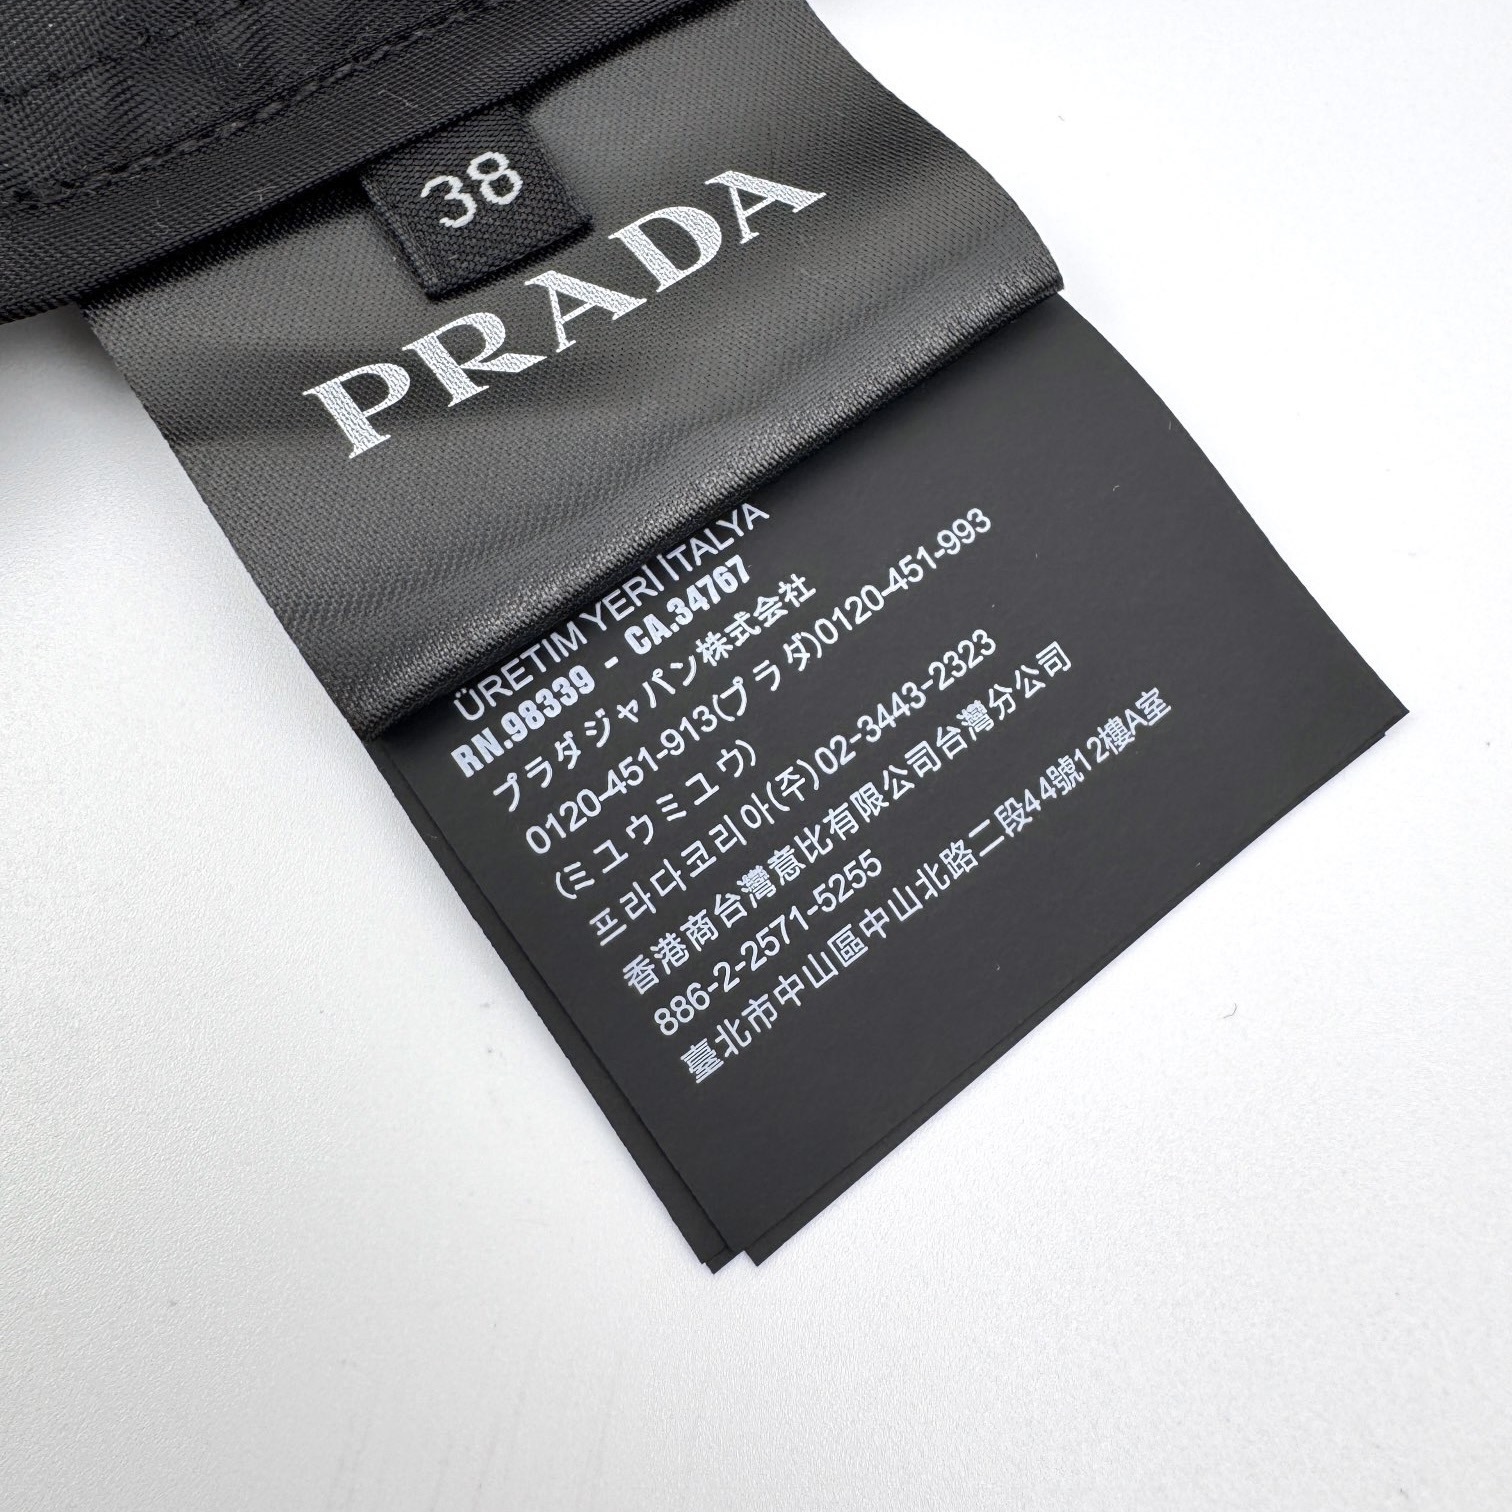 38
PRADA
ÜRETIM YERİ İTALYA
RN.98339 - CA.34767
プラダジャパン株式会社
0120-451-913(プラダ)0120-451-993
(ミュウミュウ)
프라다코리아(주)02-3443-2323
香港商台灣意比有限公司台灣分公司
886-2-2571-5255
臺北市中山區中山北路二段44號12樓A室